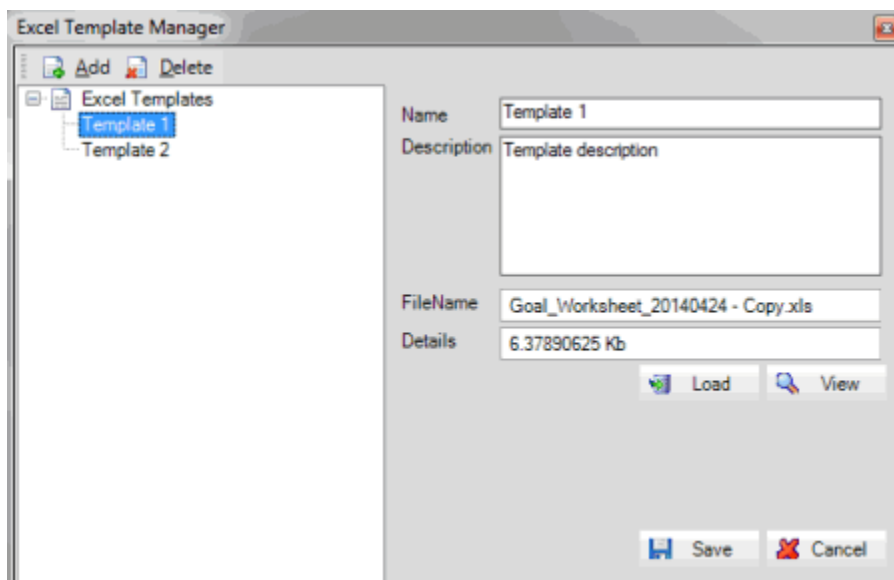 Excel Template Manager
Add Delete
Excel Templates
Template 1
Template 2
Name Template 1
Description Template description
FileName Goal_Worksheet_20140424 - Copy.xls
Details 6.37890625 Kb
Load View
Save Cancel